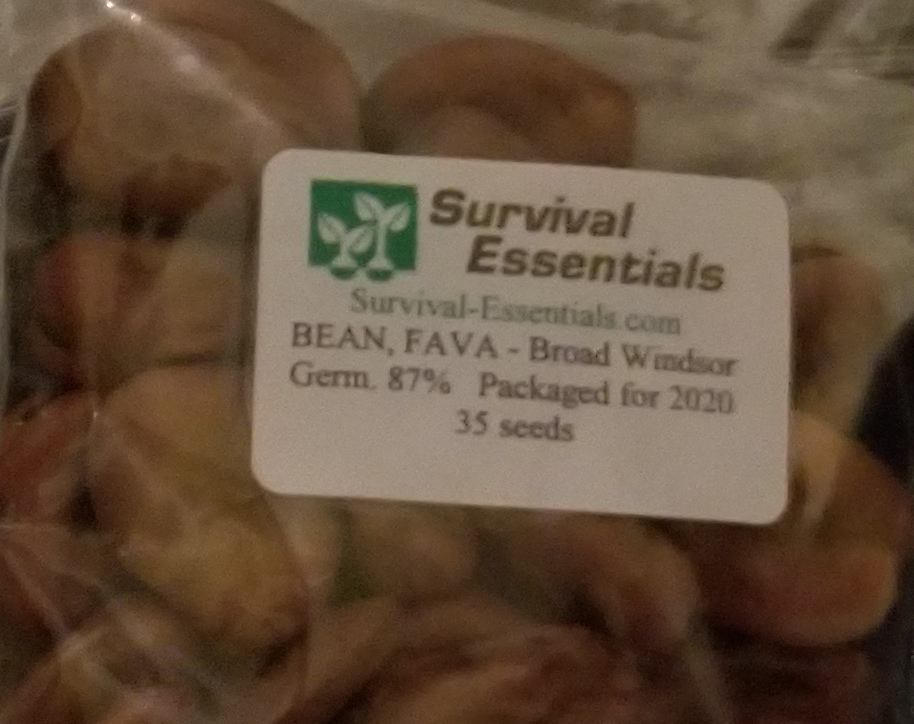 Survival
Essentials
Survival-Essentials.com
BEAN, FAVA - Broad Windsor
Germ. 87% Packaged for 2020
35 seeds